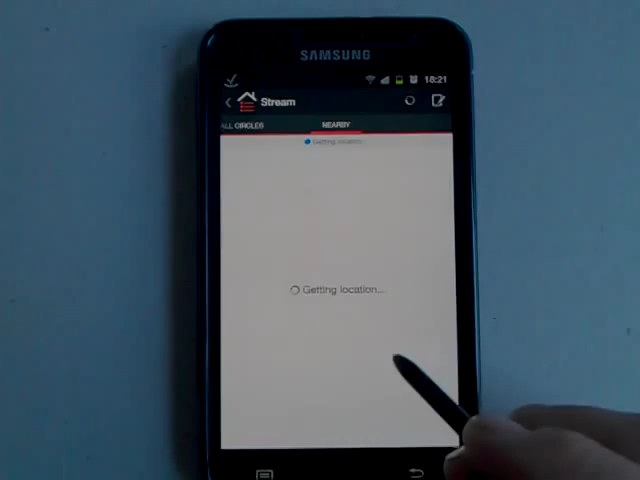 SAMSUNG
18:21
Stream
ALL CIRCLES
NEARBY
Getting location
Getting location...